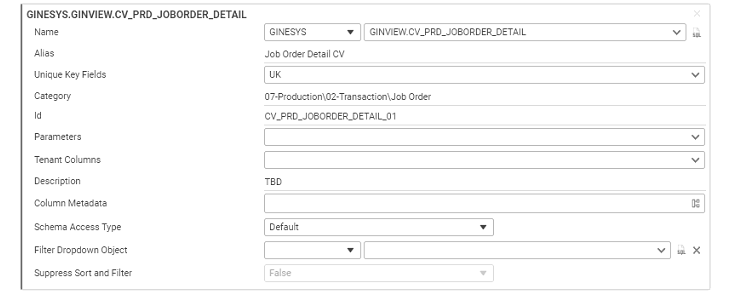 GINESYS.GINVIEW.CV_PRD_JOBORDER_DETAIL
Name GINESYS GINVIEW.CV_PRD_JOBORDER_DETAIL SQL
Alias Job Order Detail CV
Unique Key Fields UK
Category 07-Production\02-Transaction\Job Order
Id CV_PRD_JOBORDER_DETAIL_01
Parameters
Tenant Columns
Description TBD
Column Metadata
Schema Access Type Default
Filter Dropdown Object SQL
Suppress Sort and Filter False